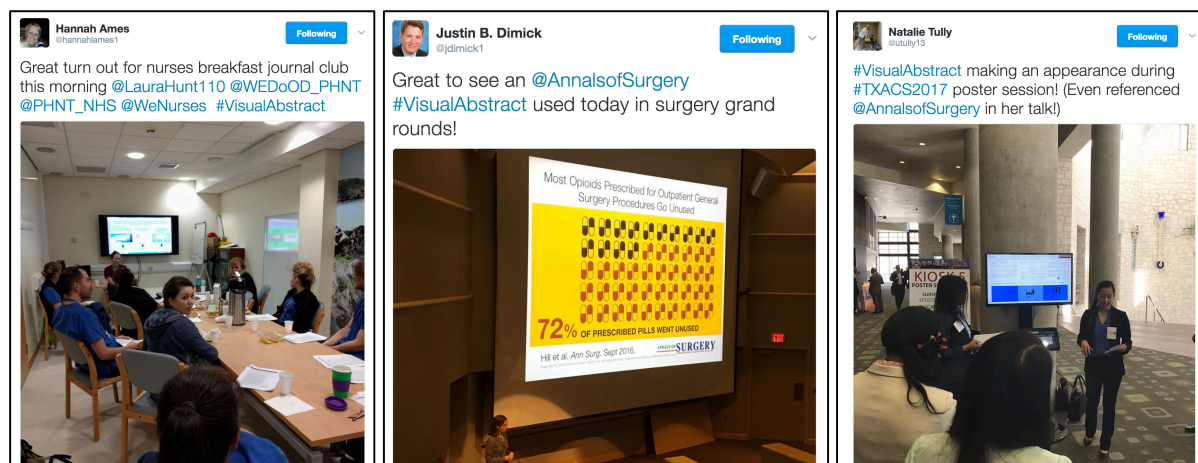 Hannah Ames
@hannahlames1
Following
Great turn out for nurses breakfast journal club
this morning @LauraHunt110 @WEDoOD_PHNT
@PHNT_NHS @WeNurses #VisualAbstract
Justin B. Dimick
@jdimick1
Following
Great to see an @AnnalsofSurgery
#VisualAbstract used today in surgery grand
rounds!
Most Opioids Prescribed for Outpatient General
Surgery Procedures Go Unused
72% OF PRESCRIBED PILLS WENT UNUSED
Hill et al. Ann Surg. Sept 2016.
ANNALS OF SURGERY
Natalie Tully
@utully13
Following
#VisualAbstract making an appearance during
#TXACS2017 poster session! (Even referenced
@AnnalsofSurgery in her talk!)
KIOSK 5